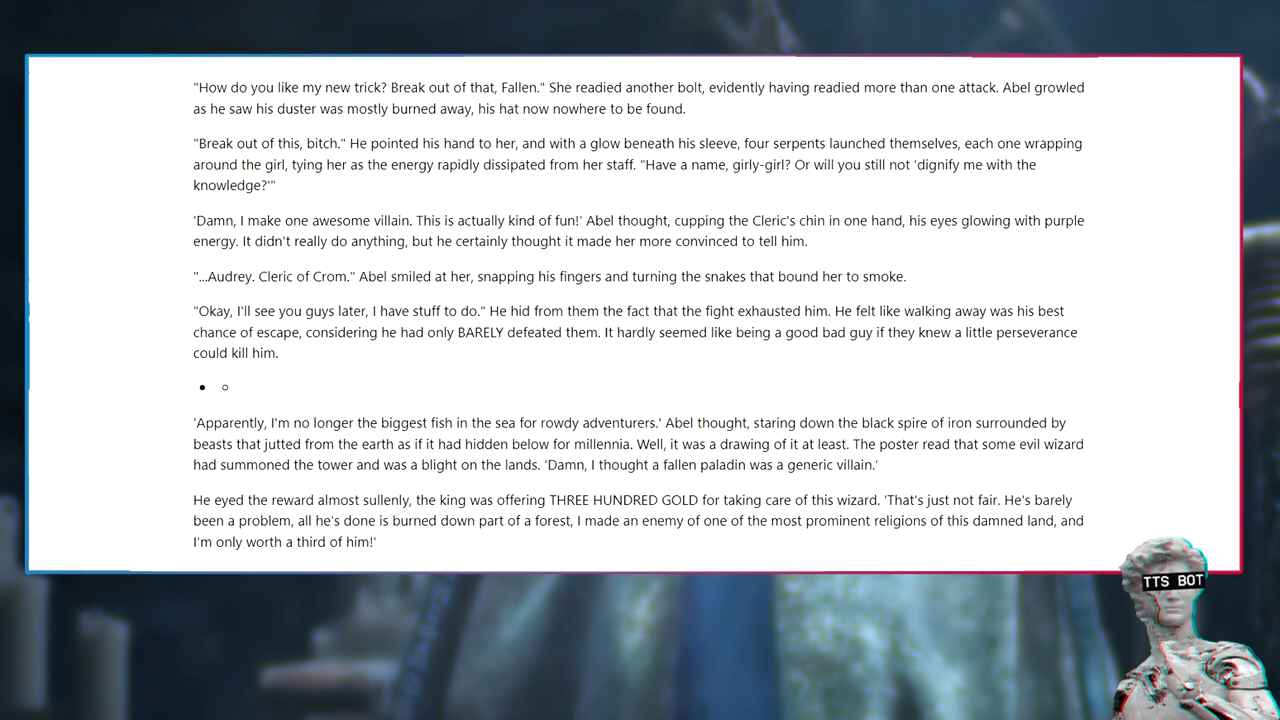 "How do you like my new trick? Break out of that, Fallen." She readied another bolt, evidently having readied more than one attack. Abel growled
as he saw his duster was mostly burned away, his hat now nowhere to be found.
"Break out of this, bitch." He pointed his hand to her, and with a glow beneath his sleeve, four serpents launched themselves, each one wrapping
around the girl, tying her as the energy rapidly dissipated from her staff. "Have a name, girly-girl? Or will you still not 'dignify me with the
knowledge?'"
'Damn, I make one awesome villain. This is actually kind of fun!' Abel thought, cupping the Cleric's chin in one hand, his eyes glowing with purple
energy. It didn't really do anything, but he certainly thought it made her more convinced to tell him.
"...Audrey. Cleric of Crom." Abel smiled at her, snapping his fingers and turning the snakes that bound her to smoke.
"Okay, I'll see you guys later, I have stuff to do." He hid from them the fact that the fight exhausted him. He felt like walking away was his best
chance of escape, considering he had only BARELY defeated them. It hardly seemed like being a good bad guy if they knew a little perseverance
could kill him.
'Apparently, I'm no longer the biggest fish in the sea for rowdy adventurers.' Abel thought, staring down the black spire of iron surrounded by
beasts that jutted from the earth as if it had hidden below for millennia. Well, it was a drawing of it at least. The poster read that some evil wizard
had summoned the tower and was a blight on the lands. 'Damn, I thought a fallen paladin was a generic villain.'
He eyed the reward almost sullenly, the king was offering THREE HUNDRED GOLD for taking care of this wizard. 'That's just not fair. He's barely
been a problem, all he's done is burned down part of a forest, I made an enemy of one of the most prominent religions of this damned land, and
I'm only worth a third of him!'
TTS BOT